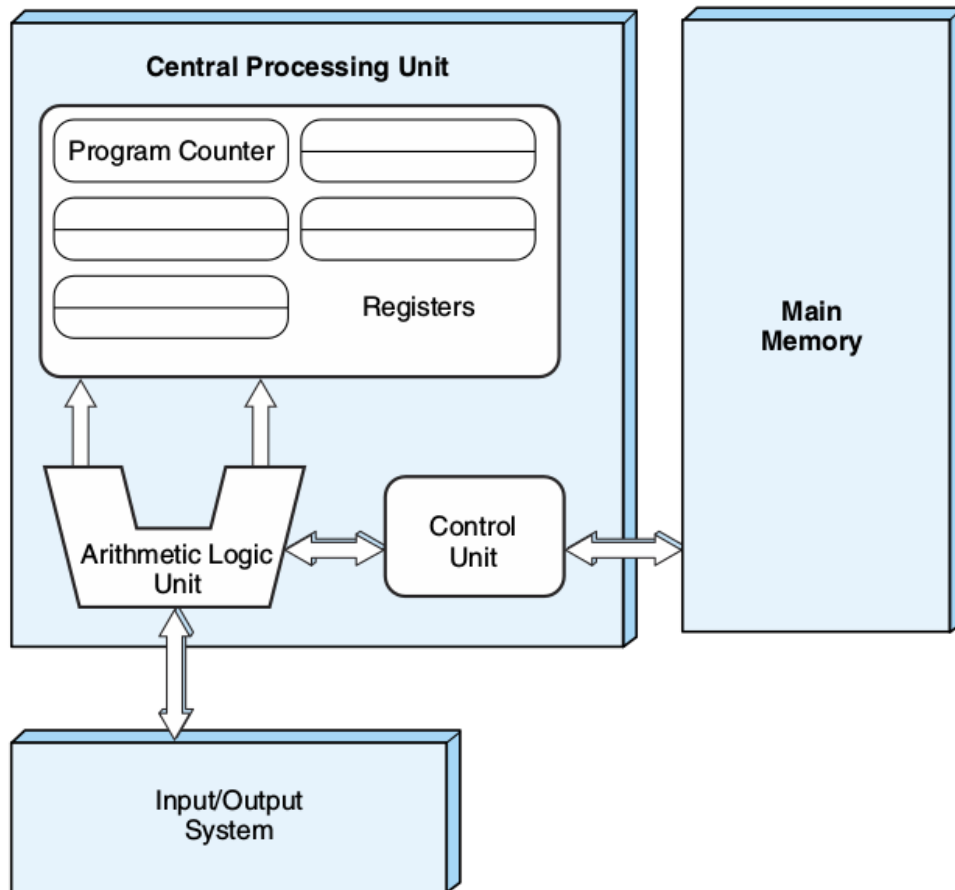 Central Processing Unit
Program Counter
Registers
Main
Memory
Arithmetic Logic
Unit
Control
Unit
Input/Output
System